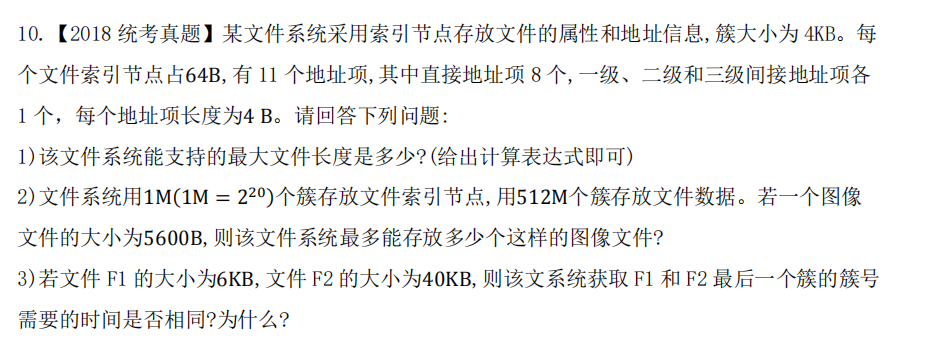 10.【2018 统考真题】某文件系统采用索引节点存放文件的属性和地址信息,簇大小为 4KB。每
个文件索引节点占64B,有 11 个地址项,其中直接地址项 8 个,一级、二级和三级间接地址项各
1 个，每个地址项长度为4 B。请回答下列问题:
1)该文件系统能支持的最大文件长度是多少?(给出计算表达式即可)
2)文件系统用1M(1M = 2²⁰)个簇存放文件索引节点,用512M个簇存放文件数据。若一个图像
文件的大小为5600B,则该文件系统最多能存放多少个这样的图像文件?
3)若文件 F1 的大小为6KB,文件 F2 的大小为40KB,则该文系统获取 F1 和 F2 最后一个簇的簇号
需要的时间是否相同?为什么?